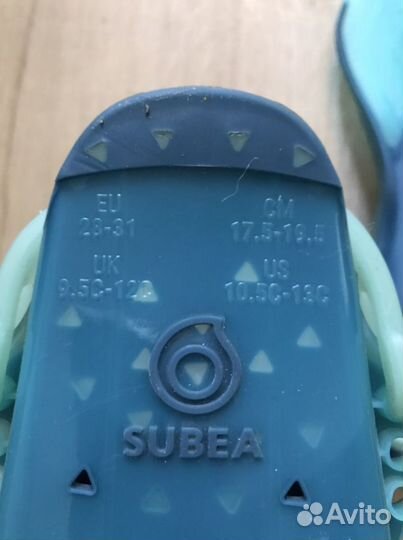 EU
28-31
CM
17.5-19.5
UK
9.5C-12C
US
10.5C-13C
SUBEA
Avito